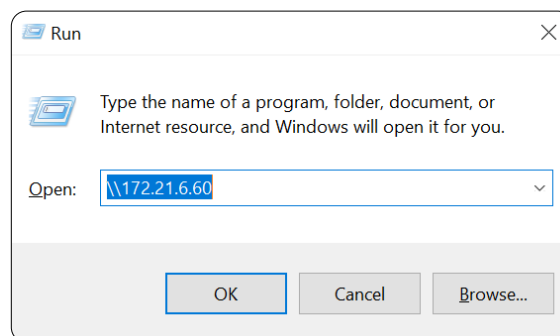 Run
Type the name of a program, folder, document, or
Internet resource, and Windows will open it for you.
Open: \\172.21.6.60
OK Cancel Browse...